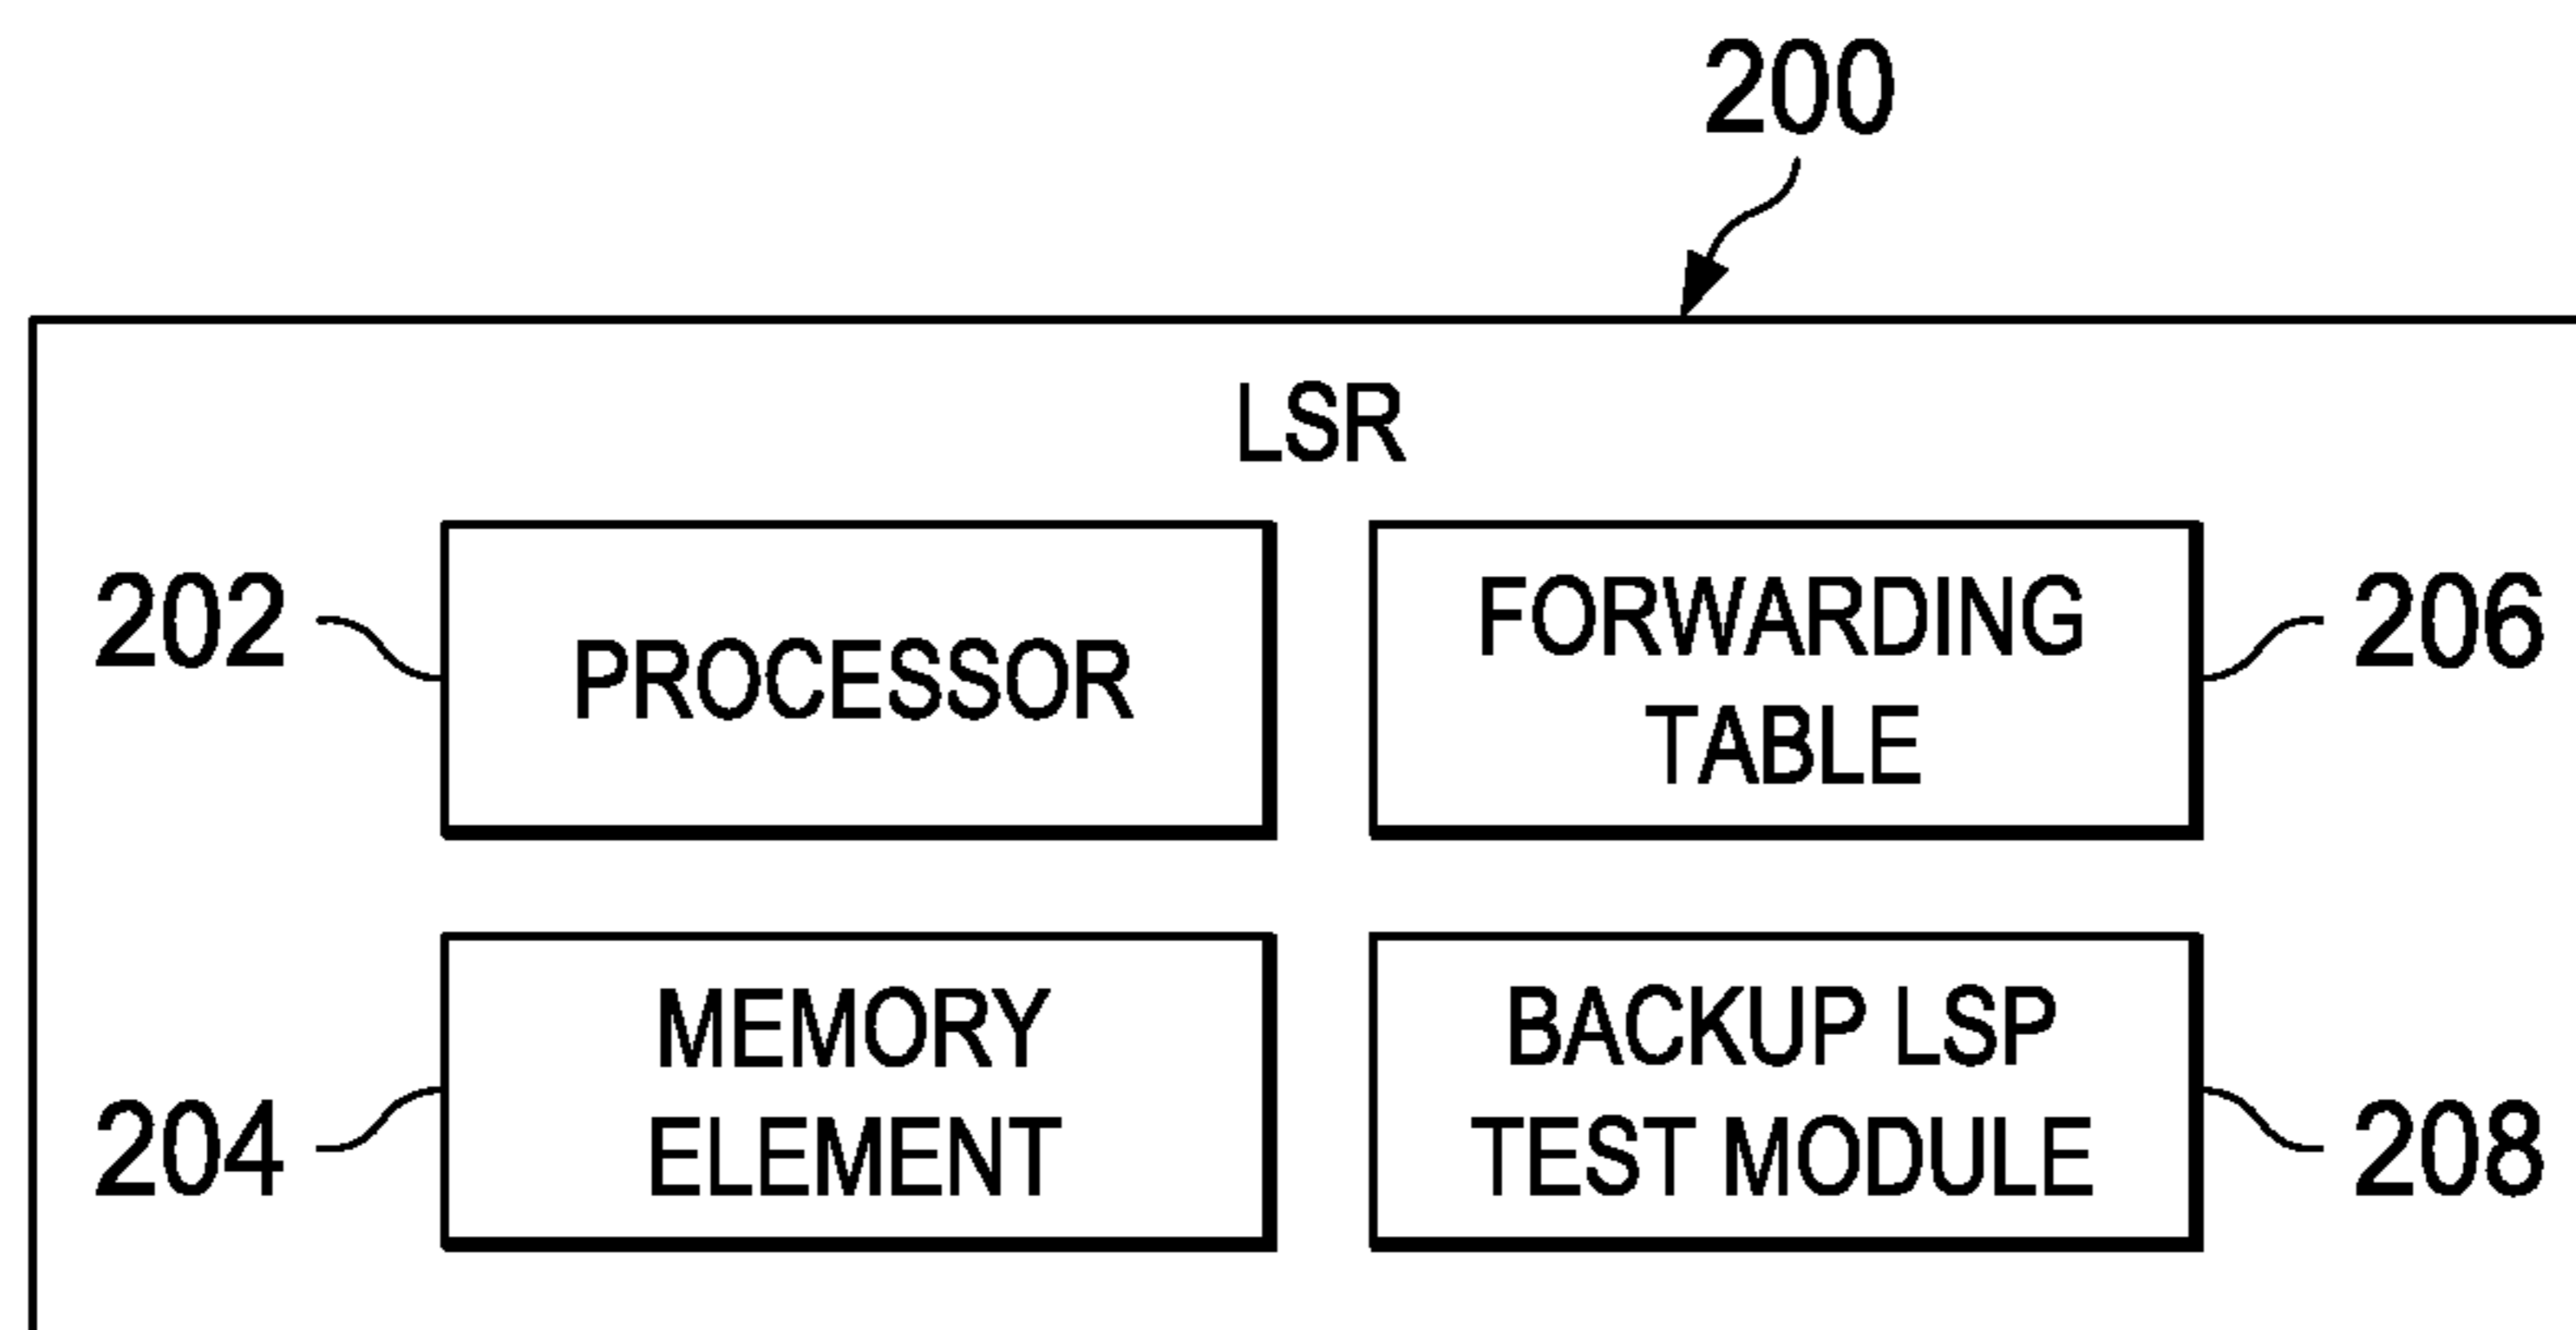 200
LSR
202
PROCESSOR
FORWARDING
TABLE
206
204
MEMORY
ELEMENT
BACKUP LSP
TEST MODULE
208